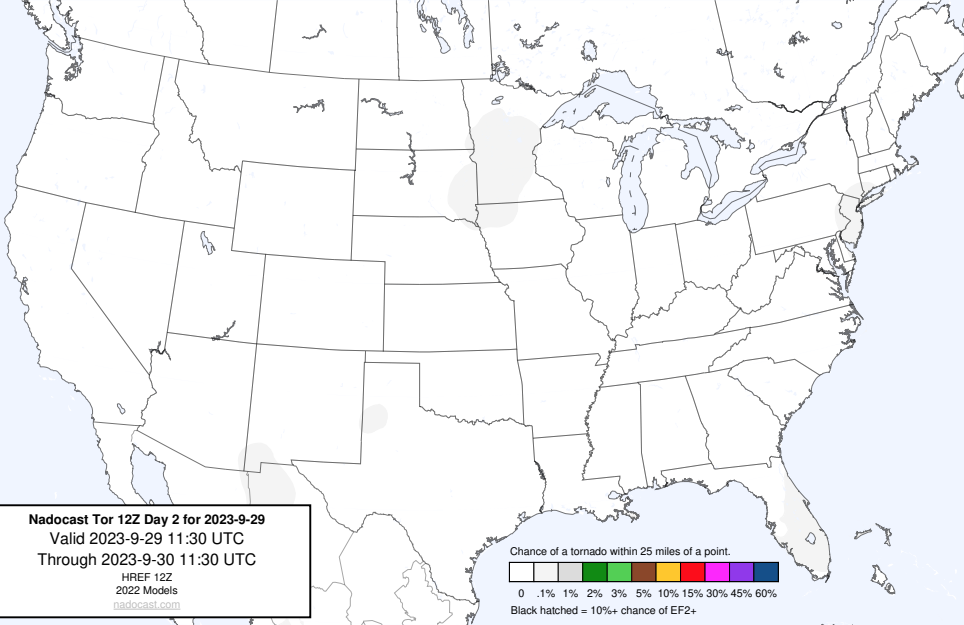 Nadocast Tor 12Z Day 2 for 2023-9-29
Valid 2023-9-29 11:30 UTC
Through 2023-9-30 11:30 UTC
HREF 12Z
2022 Models
nadocast.com
Chance of a tornado within 25 miles of a point.
0 .1% 1% 2% 3% 5% 10% 15% 30% 45% 60%
Black hatched = 10%+ chance of EF2+